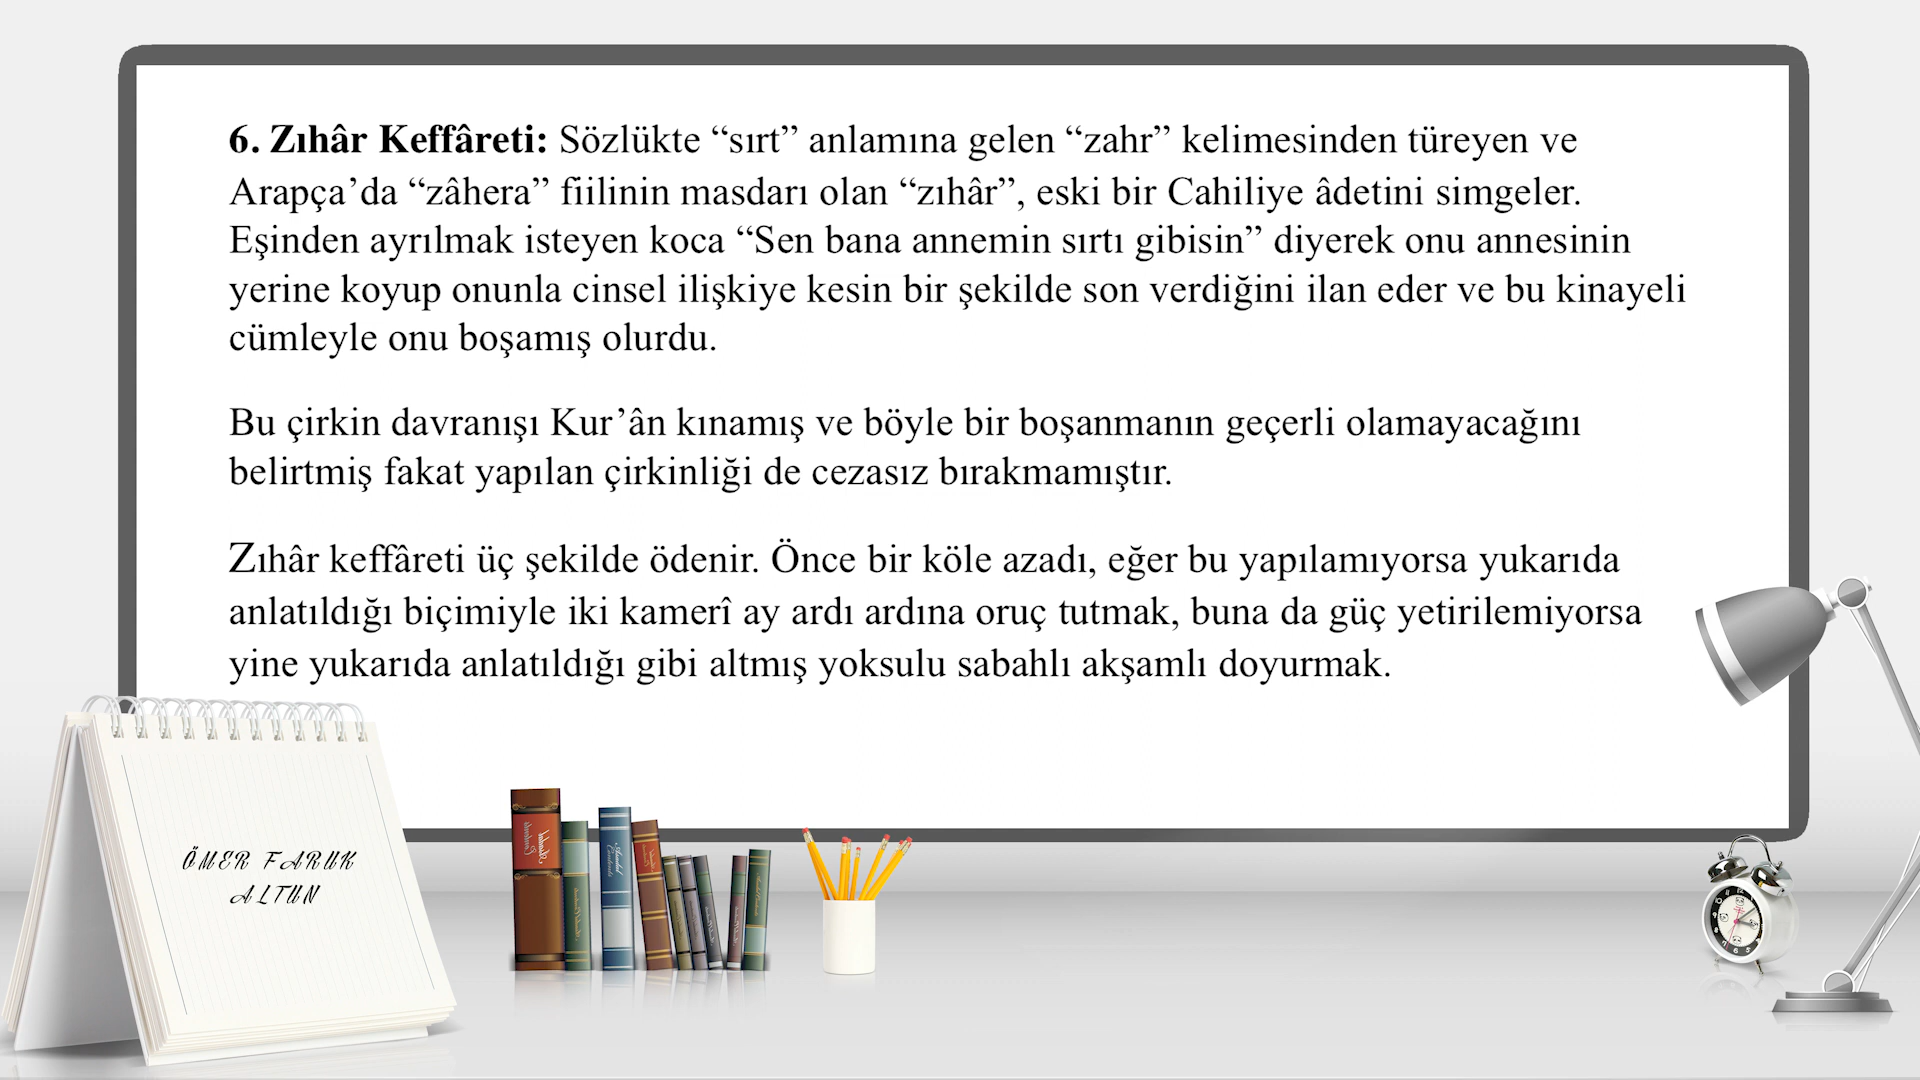 6. Zıhâr Keffâreti: Sözlükte “sırt” anlamına gelen “zahr” kelimesinden türeyen ve
Arapça’da “zâhera” fiilinin masdarı olan “zıhâr”, eski bir Cahiliye âdetini simgeler.
Eşinden ayrılmak isteyen koca “Sen bana annemin sırtı gibisin” diyerek onu annesinin
yerine koyup onunla cinsel ilişkiye kesin bir şekilde son verdiğini ilan eder ve bu kinayeli
cümleyle onu boşamış olurdu.
Bu çirkin davranışı Kur’ân kınamış ve böyle bir boşanmanın geçerli olamayacağını
belirtmiş fakat yapılan çirkinliği de cezasız bırakmamıştır.
Zıhâr keffâreti üç şekilde ödenir. Önce bir köle azadı, eğer bu yapılamıyorsa yukarıda
anlatıldığı biçimiyle iki kamerî ay ardı ardına oruç tutmak, buna da güç yetirilemiyorsa
yine yukarıda anlatıldığı gibi altmış yoksulu sabahlı akşamlı doyurmak.
ÖMER FARUK
ALTUN